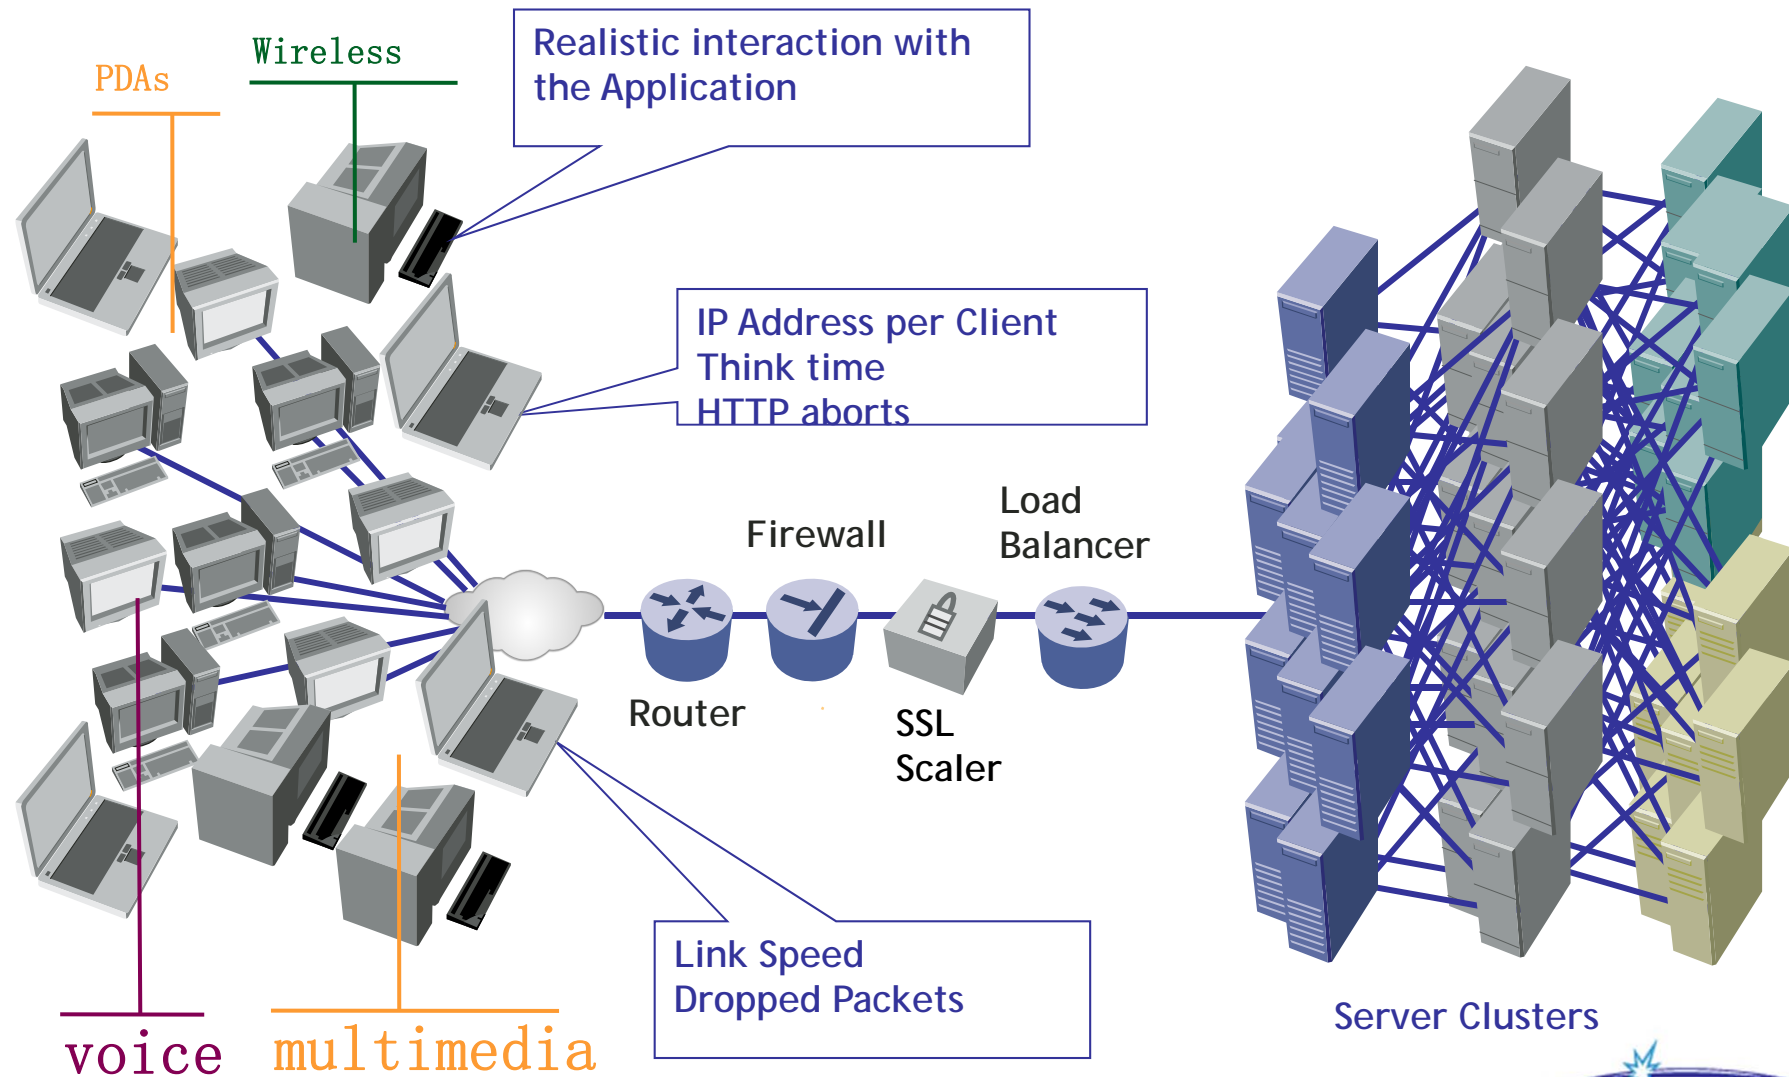 PDAs
Wireless
Realistic interaction with
the Application
IP Address per Client
Think time
HTTP aborts
Load
Balancer
Firewall
Router
SSL
Scaler
Link Speed
Dropped Packets
Server Clusters
voice
multimedia